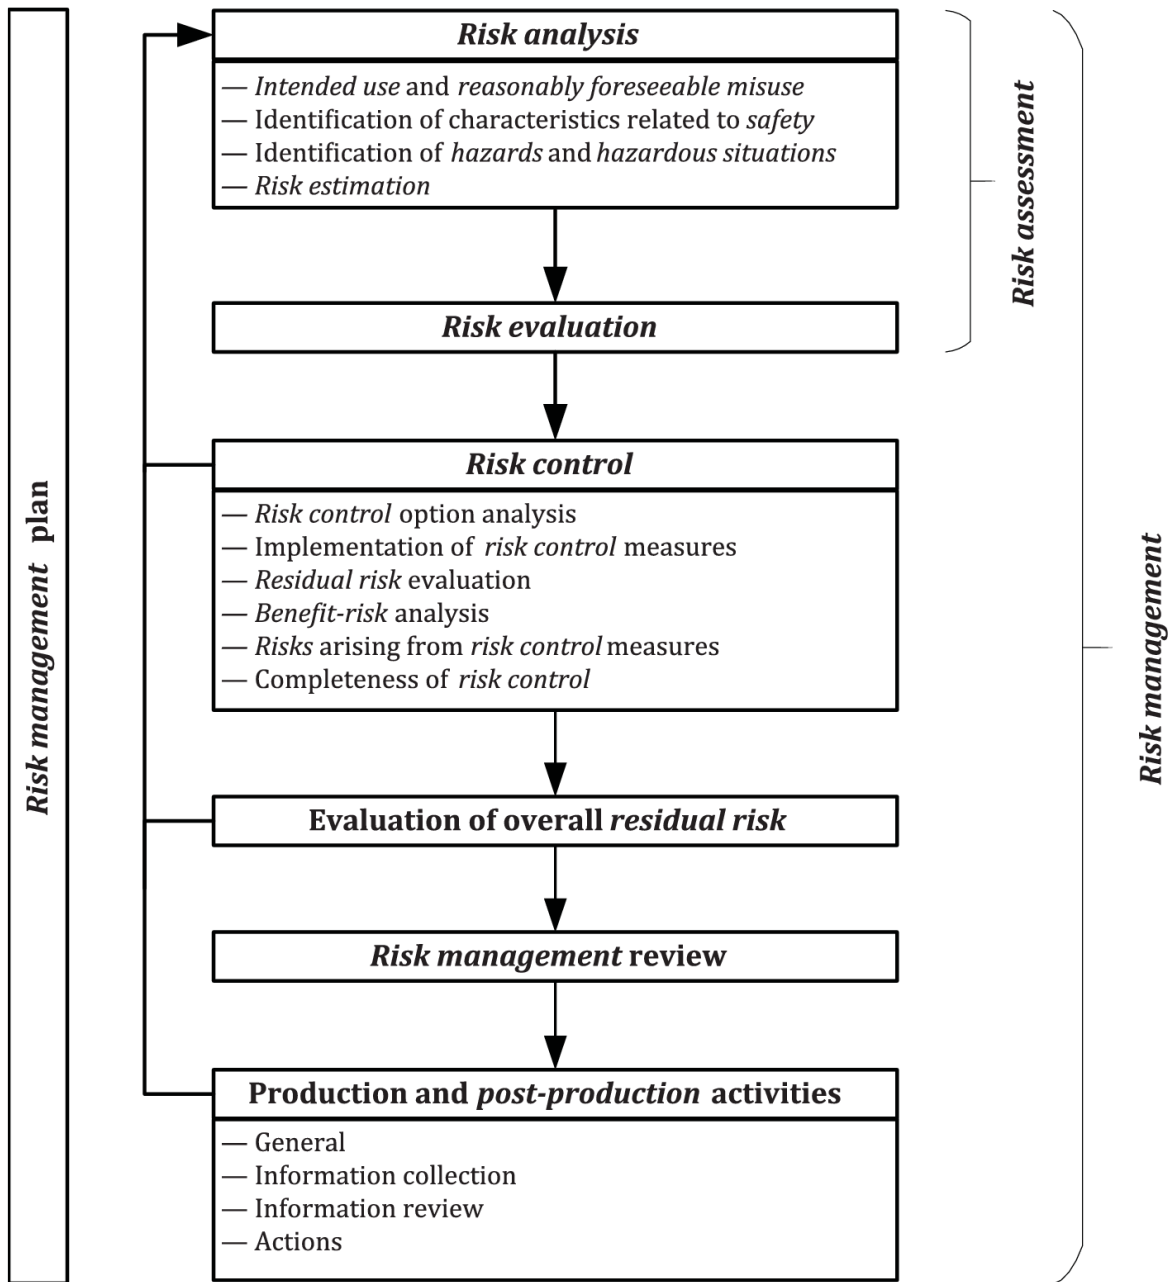 Risk analysis
— Intended use and reasonably foreseeable misuse
— Identification of characteristics related to safety
— Identification of hazards and hazardous situations
— Risk estimation
Risk evaluation
Risk assessment
Risk control
— Risk control option analysis
— Implementation of risk control measures
— Residual risk evaluation
— Benefit-risk analysis
— Risks arising from risk control measures
— Completeness of risk control
Evaluation of overall residual risk
Risk management review
Production and post-production activities
— General
— Information collection
— Information review
— Actions
Risk management plan
Risk management